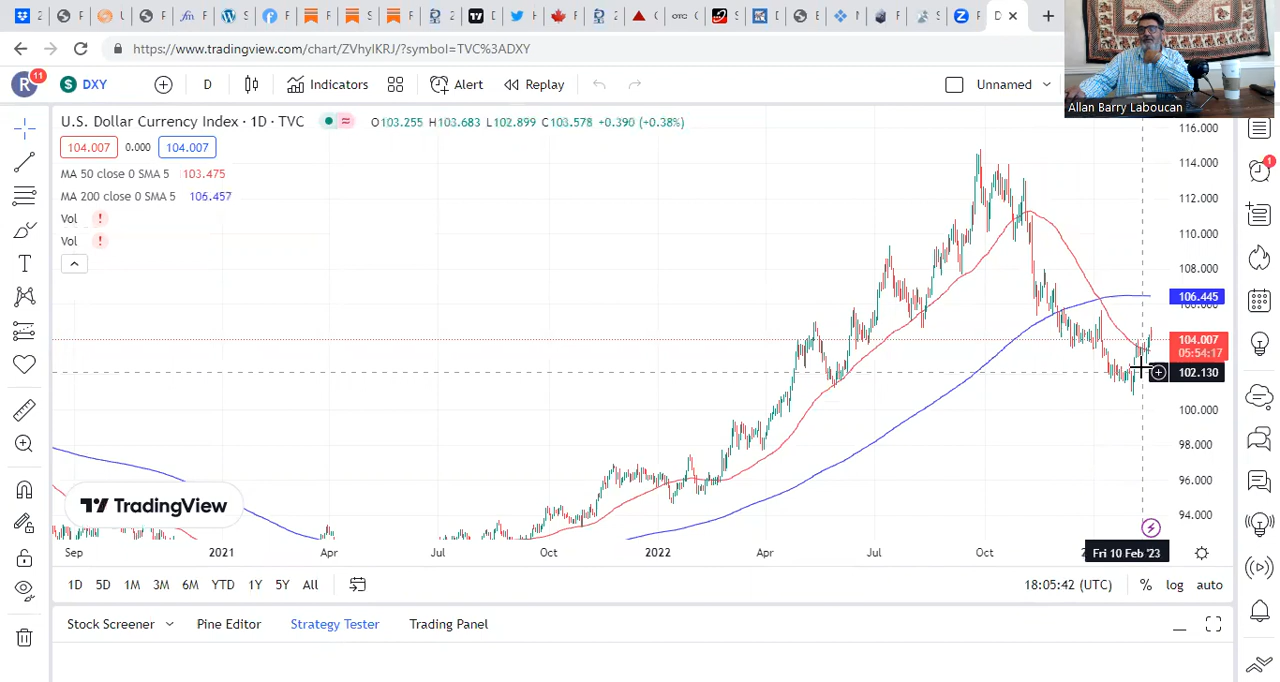 2
https://www.tradingview.com/chart/ZVhyIKRJ/?symbol=TVC%3ADXY
R
11
S
DXY
D
Indicators
Alert
Replay
Unnamed
Allan Barry Laboucan
U.S. Dollar Currency Index · 1D · TVC
O103.255 H103.683 L102.899 C103.578 +0.390 (+0.38%)
104.007
0.000
104.007
MA 50 close 0 SMA 5 103.475
MA 200 close 0 SMA 5 106.457
Vol !
Vol !
116.000
114.000
112.000
110.000
108.000
106.445
104.007
05:54:17
102.130
100.000
98.000
96.000
94.000
TradingView
Sep
2021
Apr
Jul
Oct
2022
Apr
Jul
Oct
Fri 10 Feb '23
1D 5D 1M 3M 6M YTD 1Y 5Y All
18:05:42 (UTC)
% log auto
Stock Screener
Pine Editor
Strategy Tester
Trading Panel
1